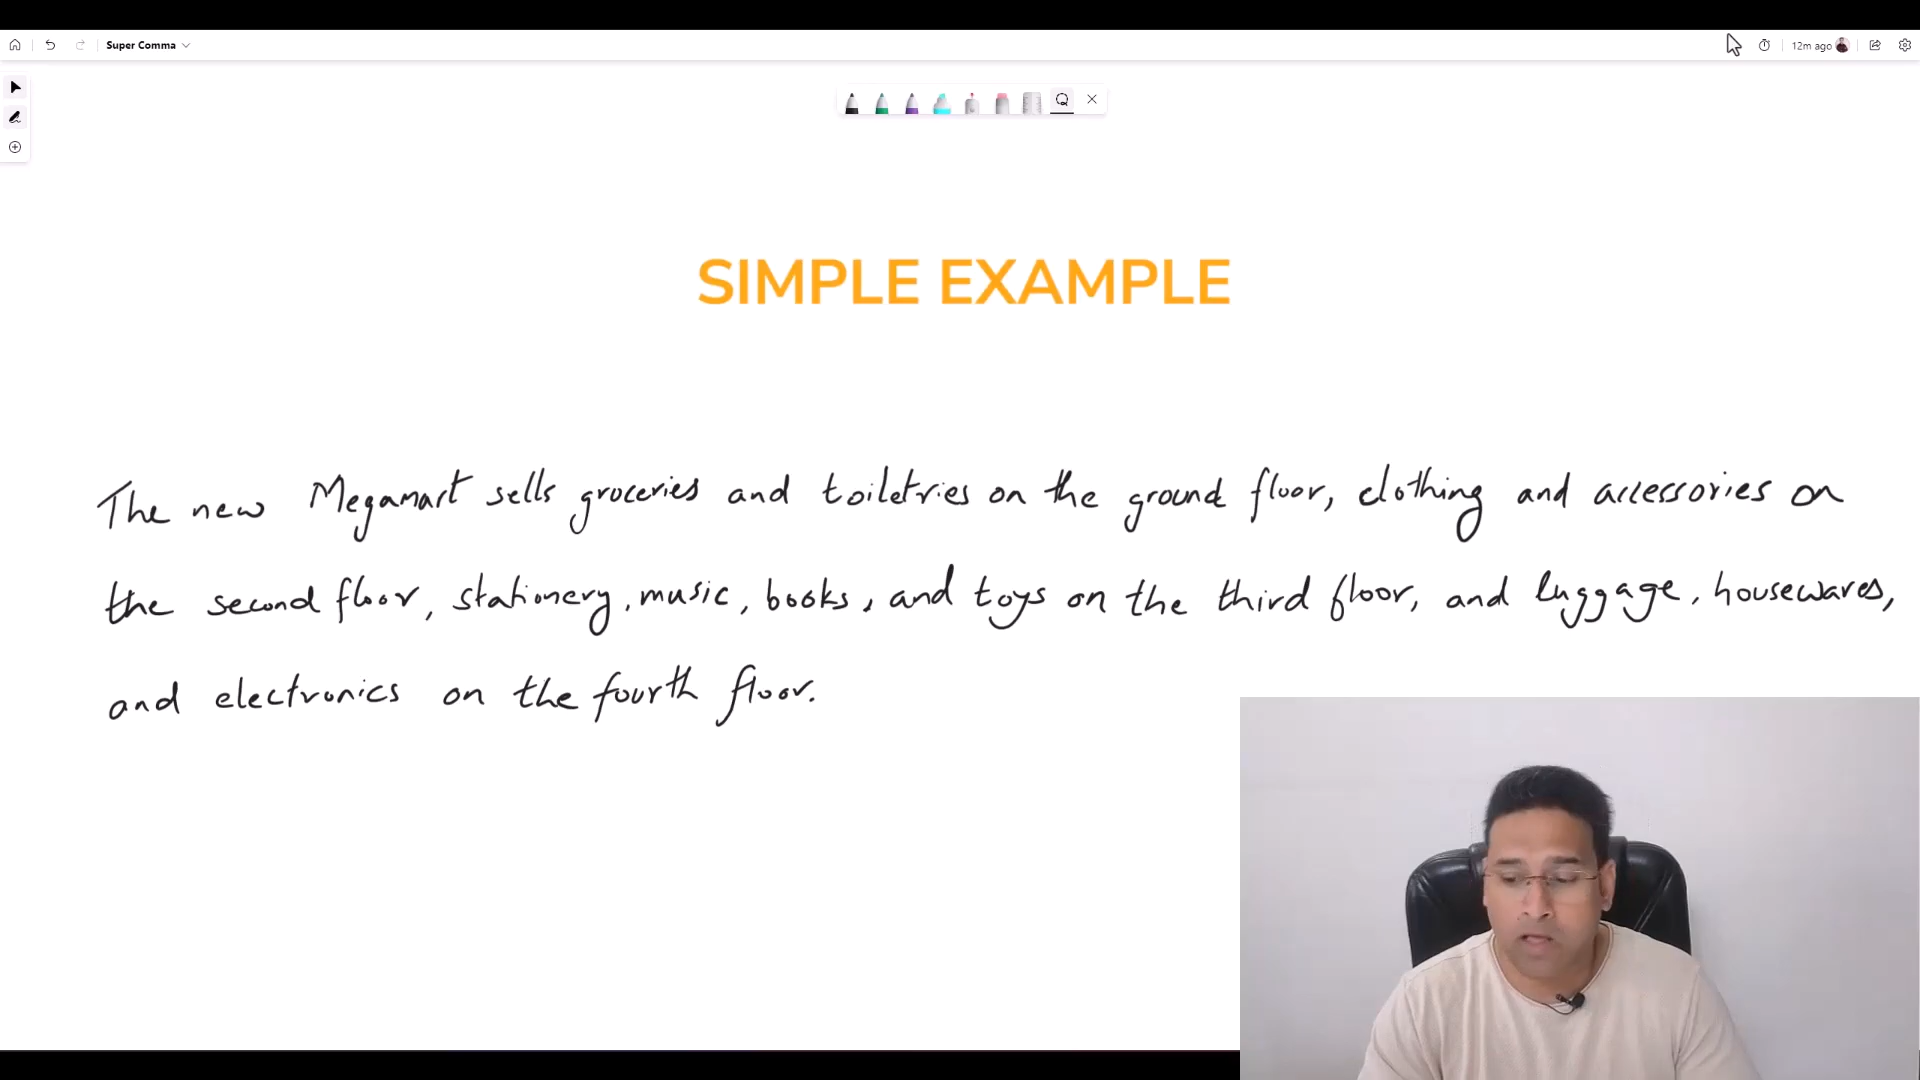 Super Comma
12m ago
SIMPLE EXAMPLE
The new Megamart sells groceries and toiletries on the ground floor, clothing and accessories on
the second floor, stationery, music, books, and toys on the third floor, and luggage, housewares,
and electronics on the fourth floor.